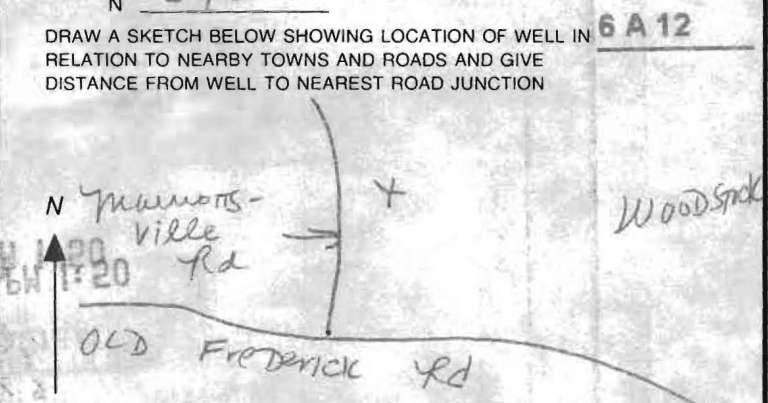 N
DRAW A SKETCH BELOW SHOWING LOCATION OF WELL IN
6 A 12
RELATION TO NEARBY TOWNS AND ROADS AND GIVE
DISTANCE FROM WELL TO NEAREST ROAD JUNCTION
N
ville
Rd
WOODStock
OLD Frederick Rd